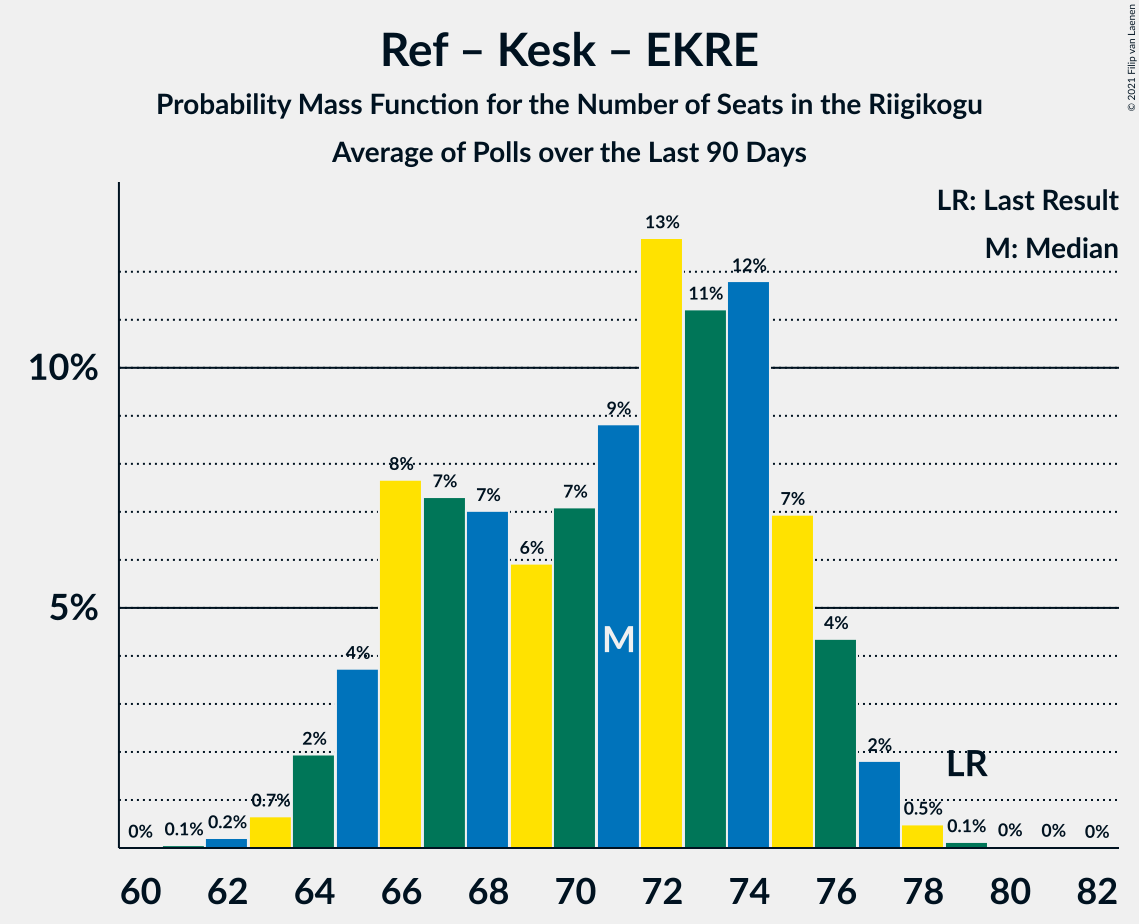 Ref – Kesk – EKRE
Probability Mass Function for the Number of Seats in the Riigikogu
Average of Polls over the Last 90 Days
© 2021 Filip van Laenen
LR: Last Result
M: Median
10%
5%
0%
0.1%
0.2%
0.7%
2%
4%
8%
7%
7%
6%
7%
9%
13%
11%
12%
7%
4%
2%
0.5%
0.1%
0%
0%
0%
M
LR
60 62 64 66 68 70 72 74 76 78 80 82